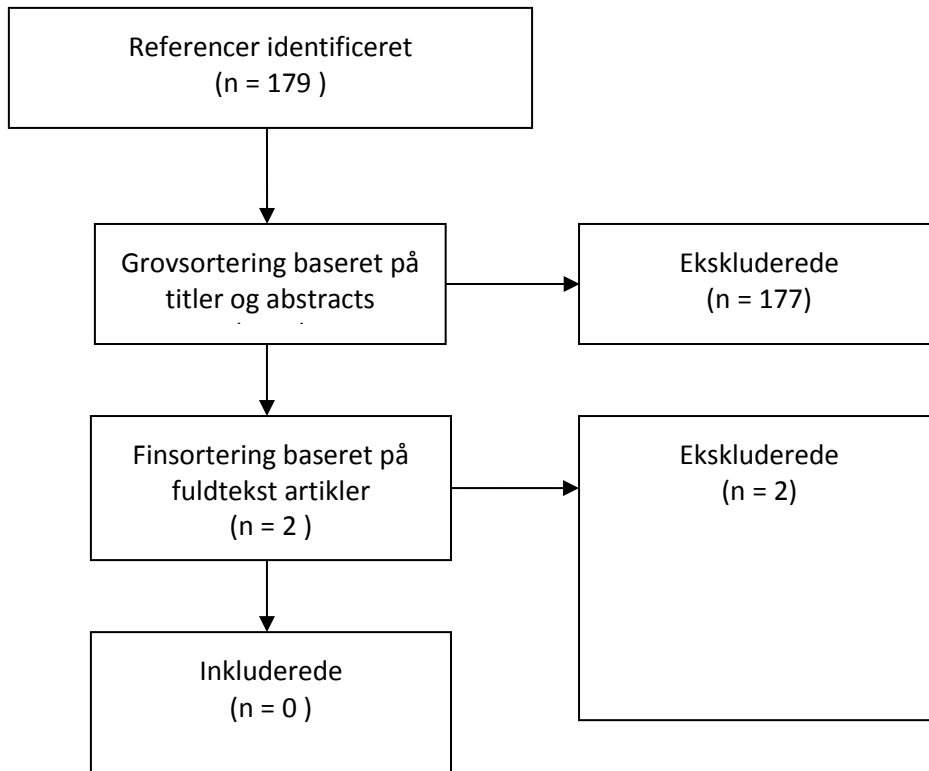 Referencer identificeret
(n = 179 )
Grovsortering baseret på
titler og abstracts
Ekskluderede
(n = 177)
Finsortering baseret på
fuldtekst artikler
(n = 2 )
Ekskluderede
(n = 2)
Inkluderede
(n = 0 )